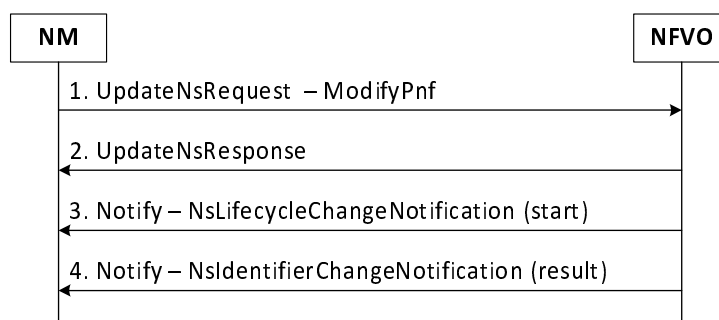 NM
NFVO
1. UpdateNsRequest – ModifyPnf
2. UpdateNsResponse
3. Notify – NsLifecycleChangeNotification (start)
4. Notify – NsIdentifierChangeNotification (result)